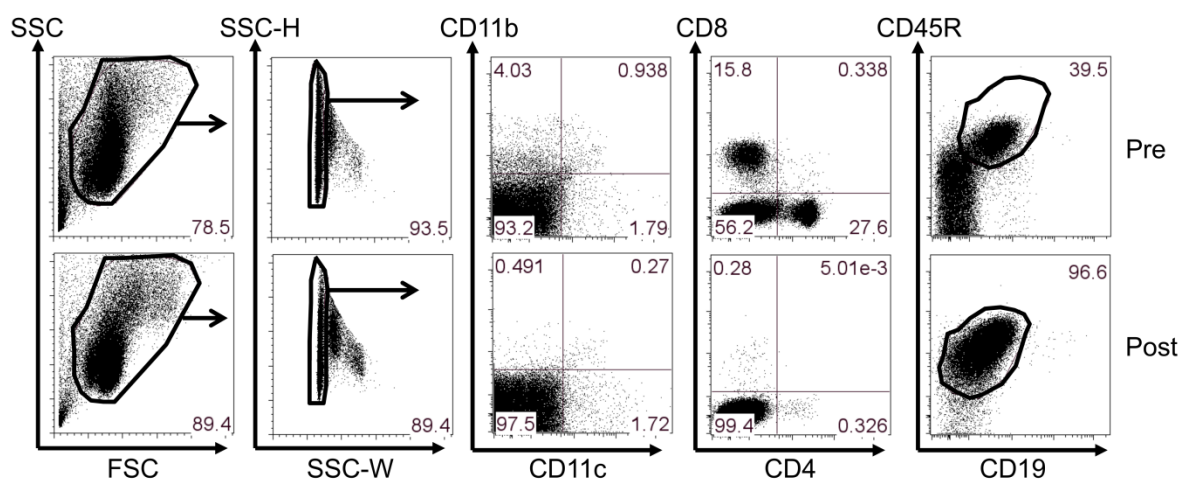 SSC SSC-H CD11b CD8 CD45R
4.03 0.938 15.8 0.338 39.5
Pre
78.5 93.5 93.2 1.79 56.2 27.6
0.491 0.27 0.28 5.01e-3 96.6
Post
89.4 89.4 97.5 1.72 99.4 0.326
FSC SSC-W CD11c CD4 CD19